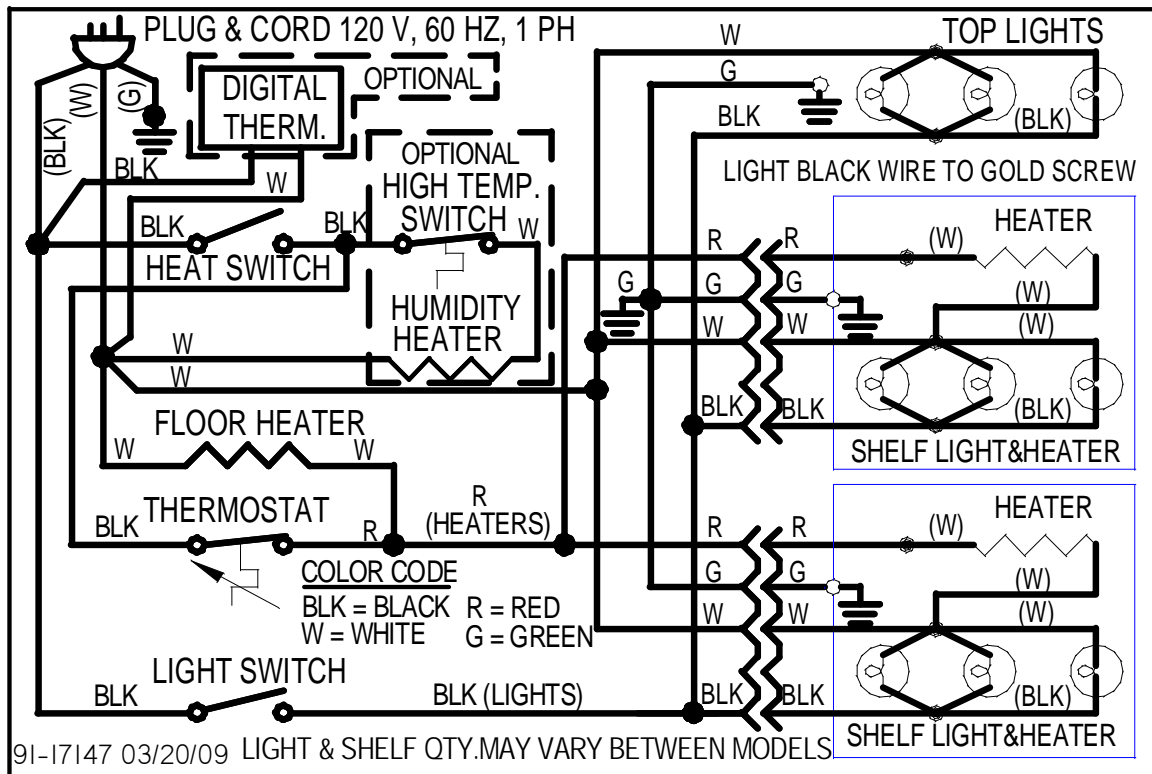 PLUG & CORD 120 V, 60 HZ, 1 PH
TOP LIGHTS
W
G
BLK
(BLK)
LIGHT BLACK WIRE TO GOLD SCREW
(BLK)
(W)
(G)
DIGITAL
THERM.
OPTIONAL
BLK
W
OPTIONAL
HIGH TEMP.
SWITCH
BLK
BLK
W
HEAT SWITCH
HUMIDITY
HEATER
W
W
R
R
(W)
HEATER
G
G
G
(W)
W
W
(W)
BLK
BLK
(BLK)
SHELF LIGHT&HEATER
FLOOR HEATER
W
W
THERMOSTAT
BLK
R
R
(HEATERS)
R
R
(W)
HEATER
G
G
(W)
W
W
(W)
COLOR CODE
BLK = BLACK R = RED
W = WHITE G = GREEN
LIGHT SWITCH
BLK
BLK (LIGHTS)
BLK
BLK
(BLK)
SHELF LIGHT&HEATER
91-17147 03/20/09 LIGHT & SHELF QTY.MAY VARY BETWEEN MODELS